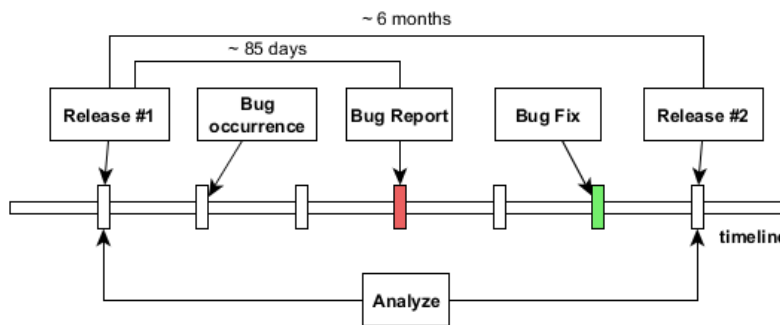 ~ 6 months
~ 85 days
Release #1
Bug
occurrence
Bug Report
Bug Fix
Release #2
timeline
Analyze